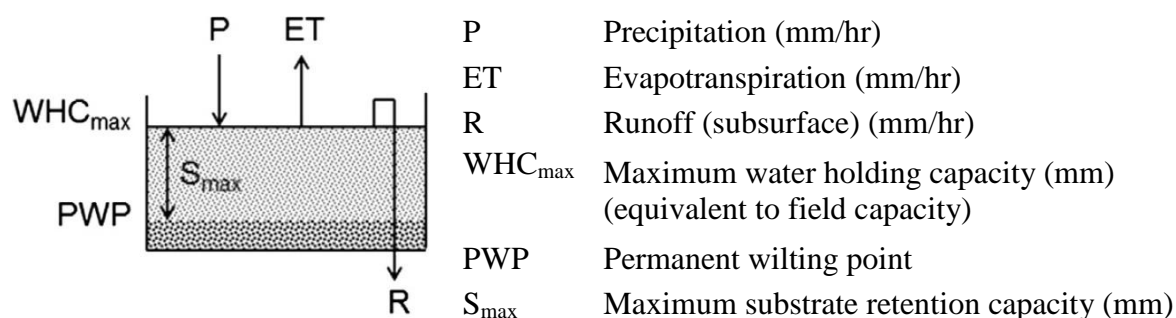 P ET
WHCmax
Smax
PWP
R
P Precipitation (mm/hr)
ET Evapotranspiration (mm/hr)
R Runoff (subsurface) (mm/hr)
WHCmax Maximum water holding capacity (mm)
(equivalent to field capacity)
PWP Permanent wilting point
Smax Maximum substrate retention capacity (mm)